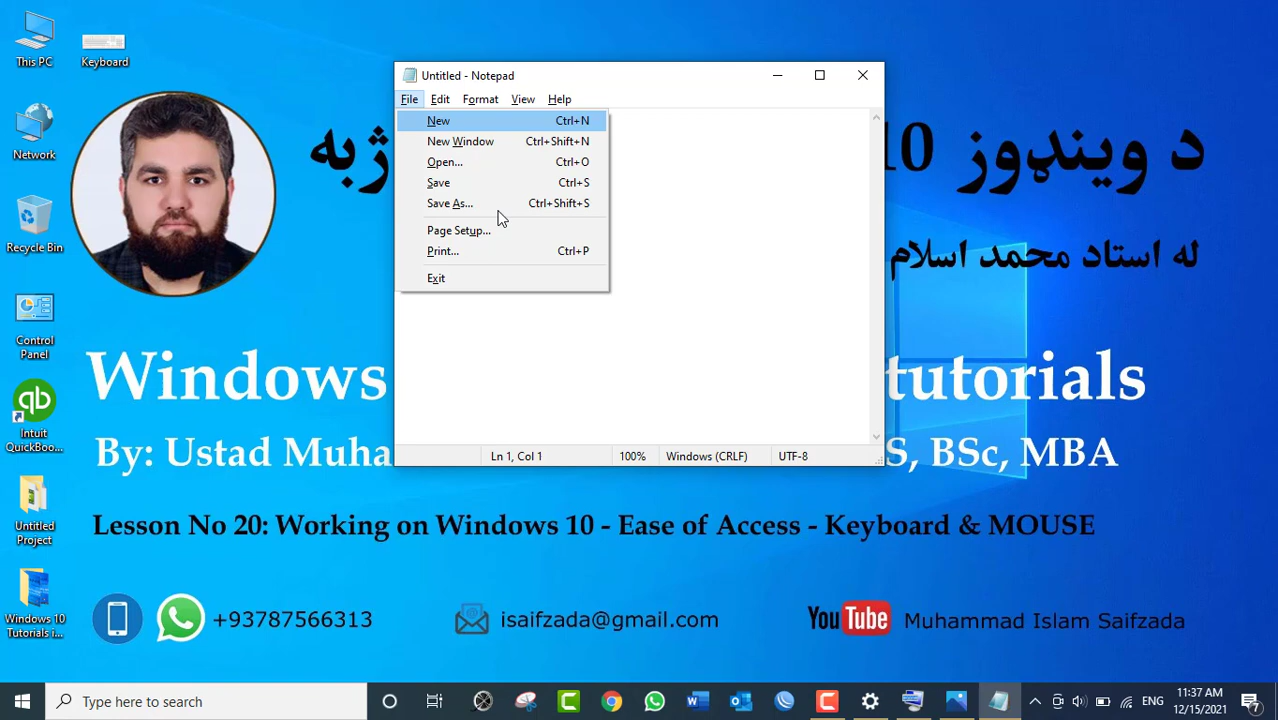 This PC
Keyboard
Network
Recycle Bin
Control
Panel
Intuit
QuickBoo...
Untitled
Project
Windows 10
Tutorials i...
Untitled - Notepad
File Edit Format View Help
New Ctrl+N
New Window Ctrl+Shift+N
Open... Ctrl+O
Save Ctrl+S
Save As... Ctrl+Shift+S
Page Setup...
Print... Ctrl+P
Exit
Ln 1, Col 1 100% Windows (CRLF) UTF-8
د وینډوز 10 ژبه
له استاد محمد اسلام
Windows tutorials
By: Ustad Muha S, BSc, MBA
Lesson No 20: Working on Windows 10 - Ease of Access - Keyboard & MOUSE
+93787566313 isaifzada@gmail.com YouTube Muhammad Islam Saifzada
Type here to search
ENG
11:37 AM
12/15/2021
7